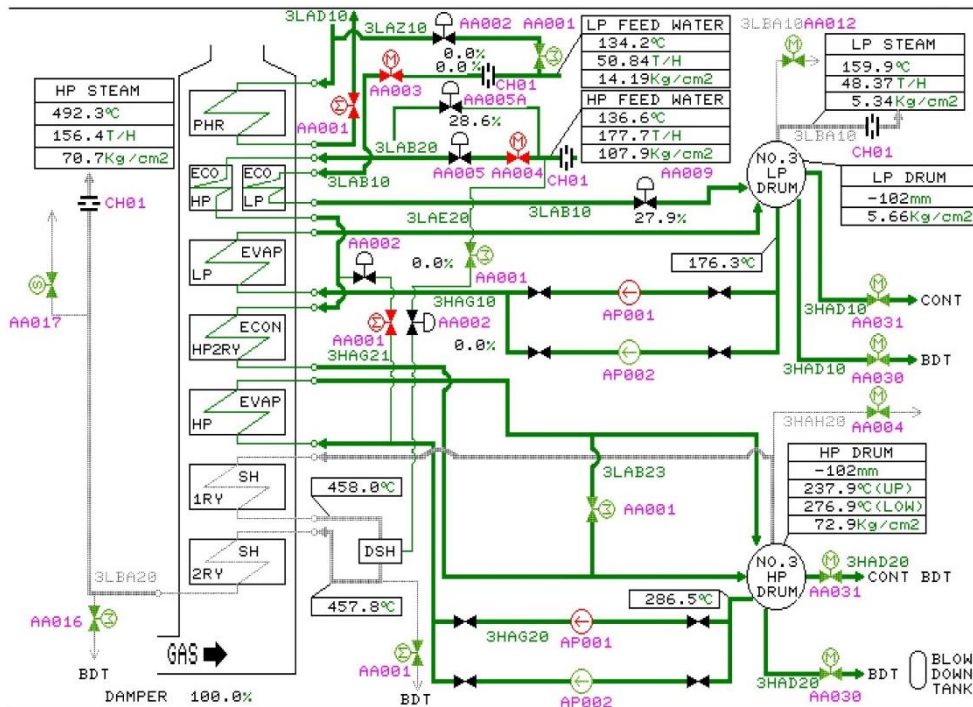 3LAD10
3LAZ10
AA002
AA001
LP FEED WATER
134.2℃
50.84T/H
14.19Kg/cm2
3LBA10
AA012
LP STEAM
159.9℃
48.37T/H
5.34Kg/cm2
0.0%
0.0%
M
AA003
CH01
AA005A
28.6%
HP FEED WATER
136.6℃
177.7T/H
107.9Kg/cm2
M
3LBA10
CH01
HP STEAM
492.3℃
156.4T/H
70.7Kg/cm2
PHR
AA001
M
3LAB20
AA005
M
AA004
CH01
AA009
NO.3
LP
DRUM
LP DRUM
-102mm
5.66Kg/cm2
ECO
HP
ECO
LP
3LAB10
3LAE20
3LAB10
27.9%
CH01
EVAP
LP
AA002
0.0%
M
AA001
176.3℃
S
AA017
3HAG10
AP001
3HAD10
M
AA031
CONT
ECON
HP2RY
M
AA001
AA002
0.0%
3HAG21
AP002
3HAD10
M
AA030
BDT
EVAP
HP
3HAH20
M
AA004
3LAB23
M
AA001
HP DRUM
-102mm
237.9℃(UP)
276.9℃(LOW)
72.9Kg/cm2
SH
1RY
458.0℃
DSH
SH
2RY
457.8℃
3LBA20
NO.3
HP
DRUM
3HAD20
M
AA031
CONT BDT
286.5℃
AA016
M
BDT
GAS
3HAG20
AP001
AA001
M
BDT
AP002
3HAD20
M
AA030
BDT
BLOW
DOWN
TANK
DAMPER 100.0%